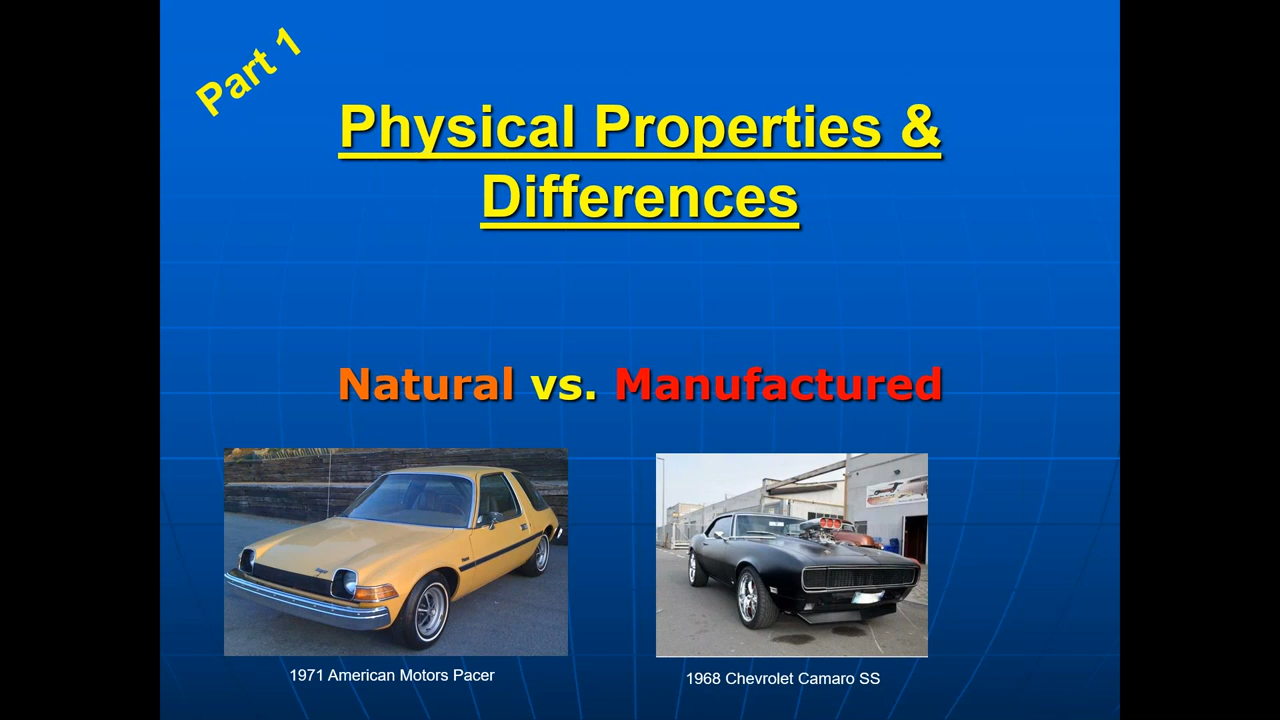 Part 1
Physical Properties &
Differences
Natural vs. Manufactured
1971 American Motors Pacer
1968 Chevrolet Camaro SS